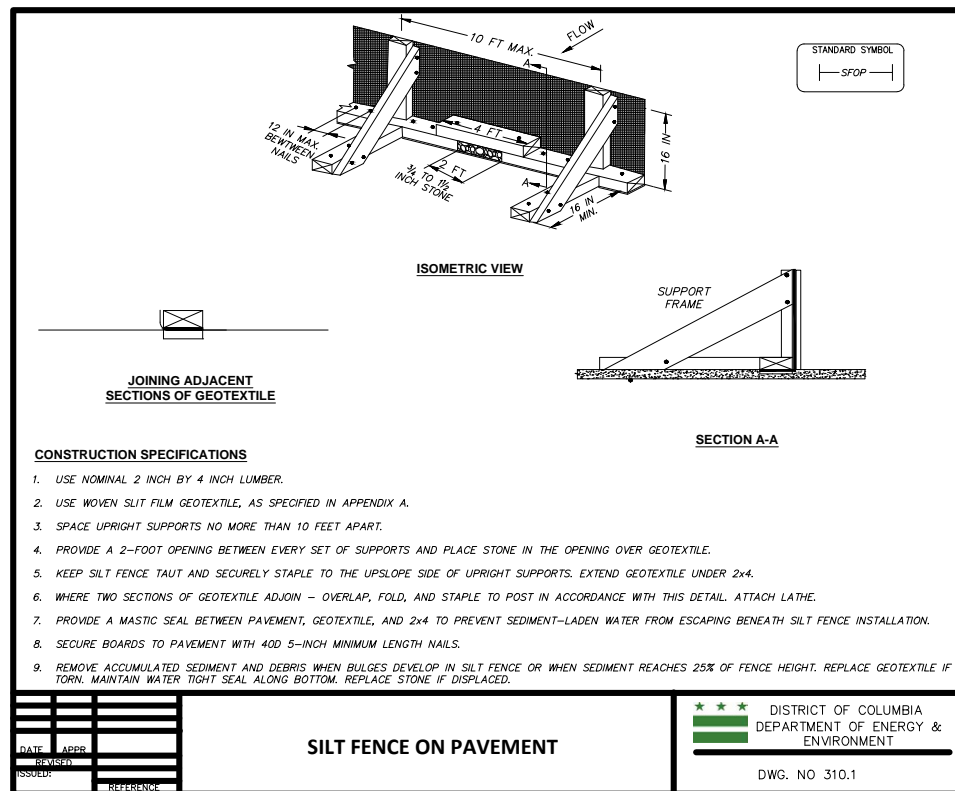 10 FT MAX.
FLOW
A
STANDARD SYMBOL
SFOP
12 IN MAX.
BEWTWEEN
NAILS
4 FT
2 FT
¾ TO 1½
INCH STONE
A
16 IN
16 IN
MIN.
ISOMETRIC VIEW
SUPPORT
FRAME
JOINING ADJACENT
SECTIONS OF GEOTEXTILE
SECTION A-A
CONSTRUCTION SPECIFICATIONS
1. USE NOMINAL 2 INCH BY 4 INCH LUMBER.
2. USE WOVEN SLIT FILM GEOTEXTILE, AS SPECIFIED IN APPENDIX A.
3. SPACE UPRIGHT SUPPORTS NO MORE THAN 10 FEET APART.
4. PROVIDE A 2-FOOT OPENING BETWEEN EVERY SET OF SUPPORTS AND PLACE STONE IN THE OPENING OVER GEOTEXTILE.
5. KEEP SILT FENCE TAUT AND SECURELY STAPLE TO THE UPSLOPE SIDE OF UPRIGHT SUPPORTS. EXTEND GEOTEXTILE UNDER 2x4.
6. WHERE TWO SECTIONS OF GEOTEXTILE ADJOIN – OVERLAP, FOLD, AND STAPLE TO POST IN ACCORDANCE WITH THIS DETAIL. ATTACH LATHE.
7. PROVIDE A MASTIC SEAL BETWEEN PAVEMENT, GEOTEXTILE, AND 2x4 TO PREVENT SEDIMENT-LADEN WATER FROM ESCAPING BENEATH SILT FENCE INSTALLATION.
8. SECURE BOARDS TO PAVEMENT WITH 40D 5-INCH MINIMUM LENGTH NAILS.
9. REMOVE ACCUMULATED SEDIMENT AND DEBRIS WHEN BULGES DEVELOP IN SILT FENCE OR WHEN SEDIMENT REACHES 25% OF FENCE HEIGHT. REPLACE GEOTEXTILE IF
TORN. MAINTAIN WATER TIGHT SEAL ALONG BOTTOM. REPLACE STONE IF DISPLACED.
DATE APPR
REVISED
ISSUED:
REFERENCE
SILT FENCE ON PAVEMENT
DISTRICT OF COLUMBIA
DEPARTMENT OF ENERGY &
ENVIRONMENT
DWG. NO 310.1